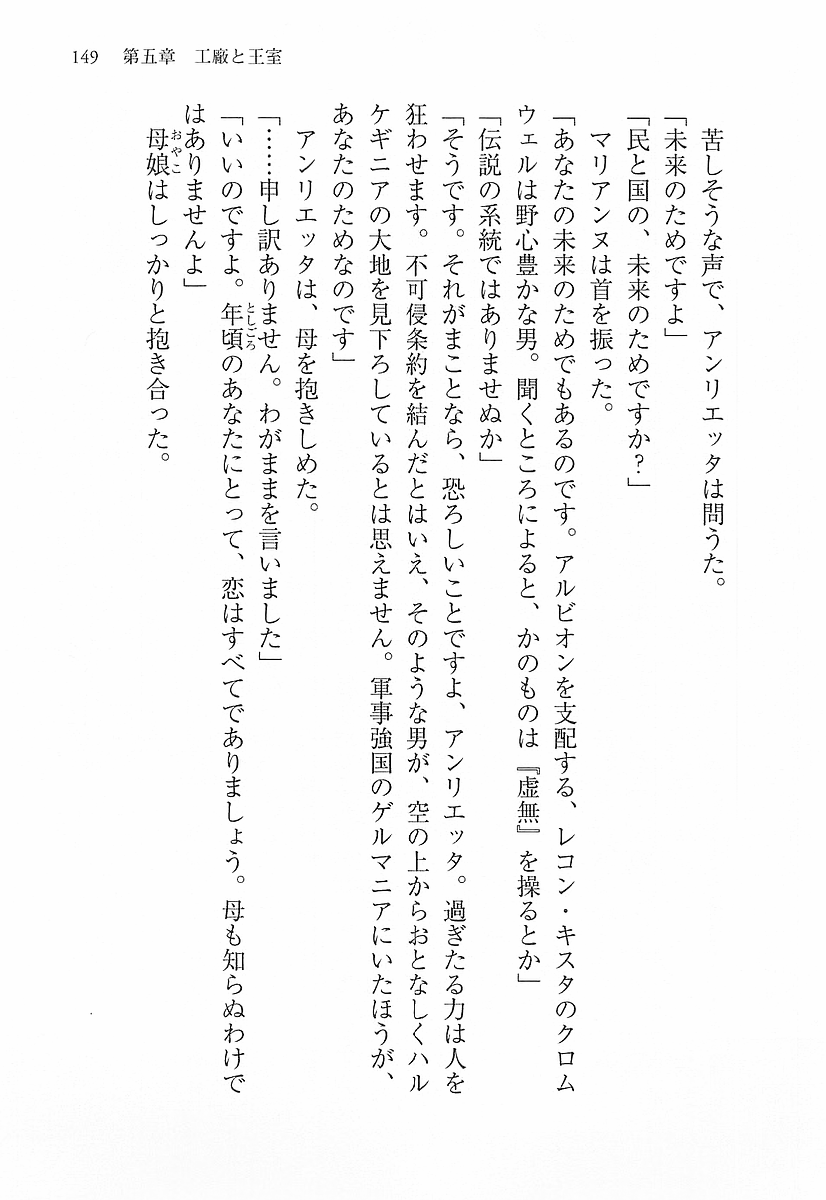 149　第五章　工廠と王室
　苦しそうな声で、アンリエッタは問うた。
「未来のためですよ」
「民と国の、未来のためですか?」
　マリアンヌは首を振った。
「あなたの未来のためでもあるのです。アルビオンを支配する、レコン・キスタのクロム
ウェルは野心豊かな男。聞くところによると、かのものは『虚無』を操るとか」
「伝説の系統ではありませぬか」
「そうです。それがまことなら、恐ろしいことですよ、アンリエッタ。過ぎたる力は人を
狂わせます。不可侵条約を結んだとはいえ、そのような男が、空の上からおとなしくハル
ケギニアの大地を見下ろしているとは思えません。軍事強国のゲルマニアにいたほうが、
あなたのためなのです」
　アンリエッタは、母を抱きしめた。
「……申し訳ありません。わがままを言いました」
「いいのですよ。年頃としごろのあなたにとって、恋はすべてでありましょう。母も知らぬわけで
はありませんよ」
　母娘おやこはしっかりと抱き合った。